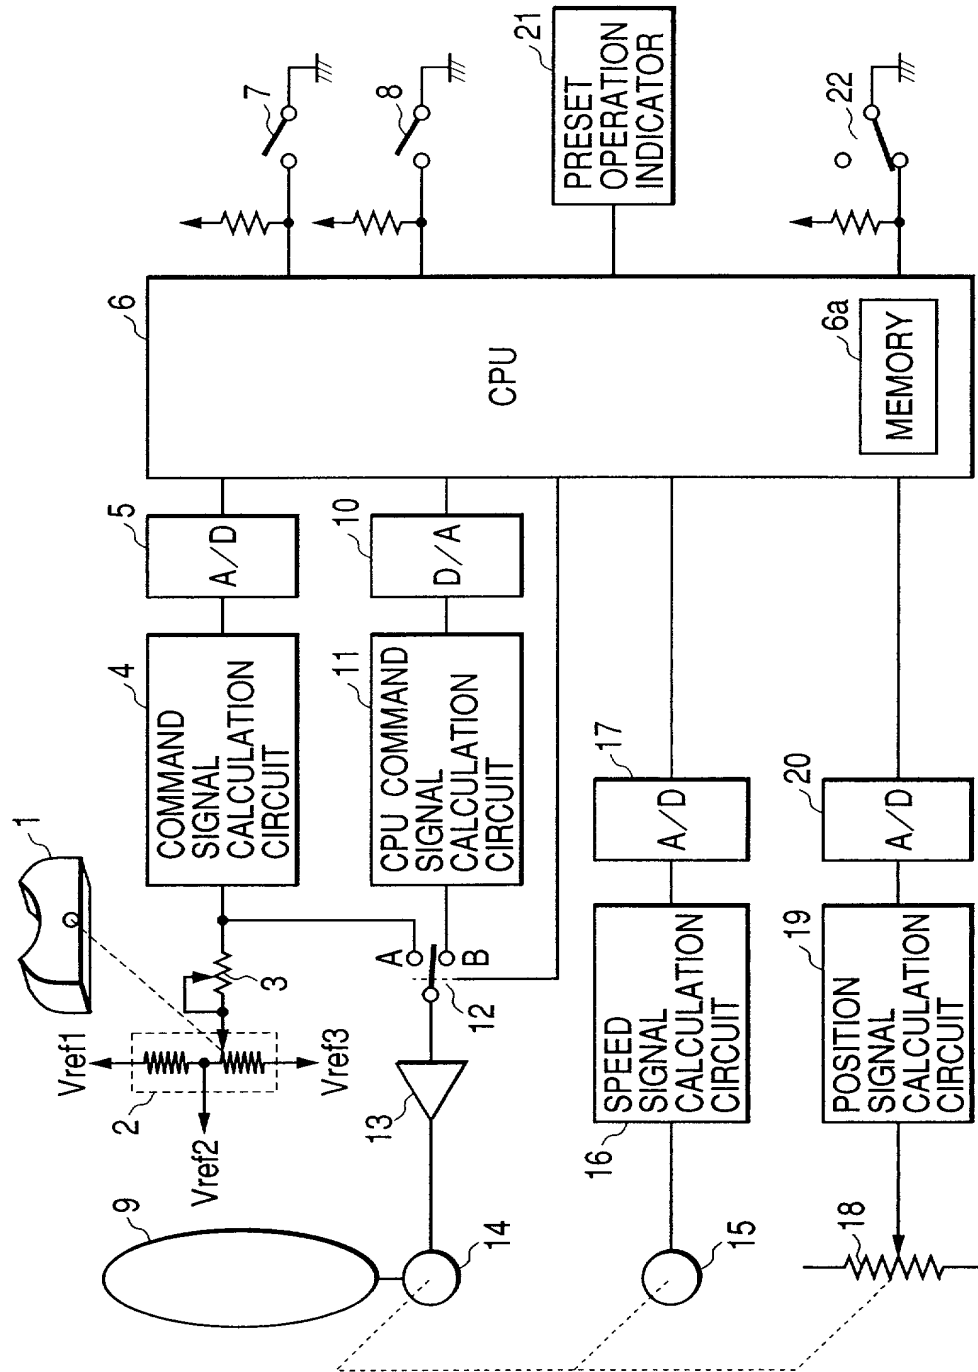 1
Vref1
2
Vref2
Vref3
3
4
COMMAND
SIGNAL
CALCULATION
CIRCUIT
5
A/D
6
CPU
6a
MEMORY
7
8
9
10
D/A
11
CPU COMMAND
SIGNAL
CALCULATION
CIRCUIT
A
B
12
13
14
15
16
SPEED
SIGNAL
CALCULATION
CIRCUIT
17
A/D
18
19
POSITION
SIGNAL
CALCULATION
CIRCUIT
20
A/D
21
PRESET
OPERATION
INDICATOR
22